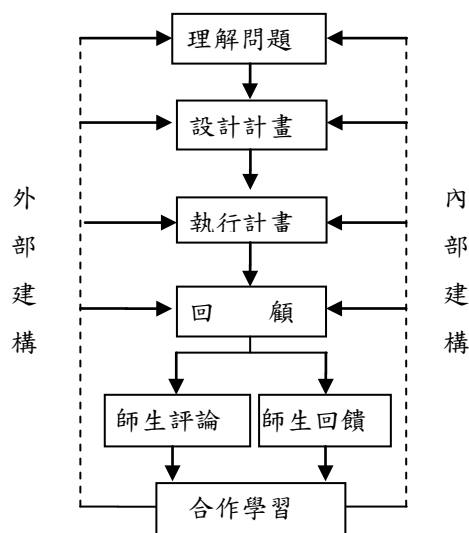 理解問題
設計計畫
執行計畫
回 顧
師生評論
師生回饋
合作學習
外
部
建
構
內
部
建
構